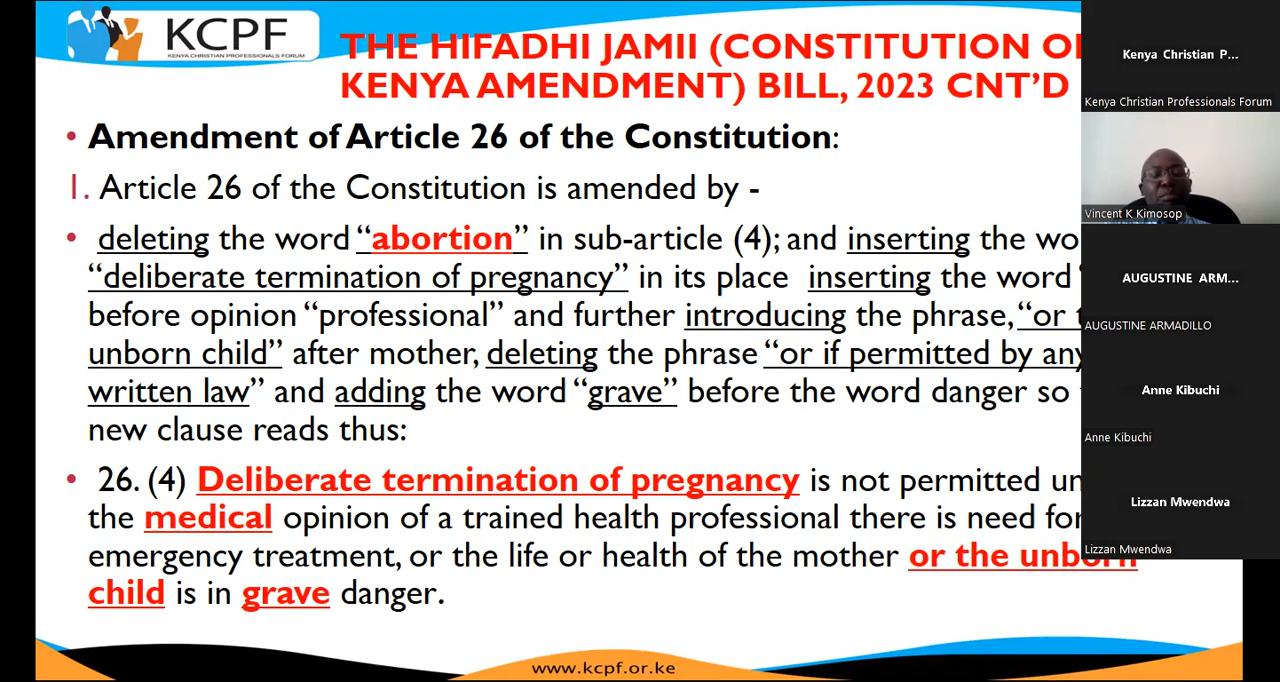 KCPF
KENYA CHRISTIAN PROFESSIONALS FORUM
THE HIFADHI JAMII (CONSTITUTION O
KENYA AMENDMENT) BILL, 2023 CNT'D
• Amendment of Article 26 of the Constitution:
1. Article 26 of the Constitution is amended by -
• deleting the word “abortion” in sub-article (4); and inserting the wo
“deliberate termination of pregnancy” in its place inserting the word
before opinion “professional” and further introducing the phrase, “or
unborn child” after mother, deleting the phrase “or if permitted by any
written law” and adding the word “grave” before the word danger so
new clause reads thus:
• 26. (4) Deliberate termination of pregnancy is not permitted un
the medical opinion of a trained health professional there is need for
emergency treatment, or the life or health of the mother or the unborn
child is in grave danger.
www.kcpf.or.ke
Kenya Christian P...
Kenya Christian Professionals Forum
Vincent K Kimosop
AUGUSTINE ARM...
AUGUSTINE ARMADILLO
Anne Kibuchi
Anne Kibuchi
Lizzan Mwendwa
Lizzan Mwendwa